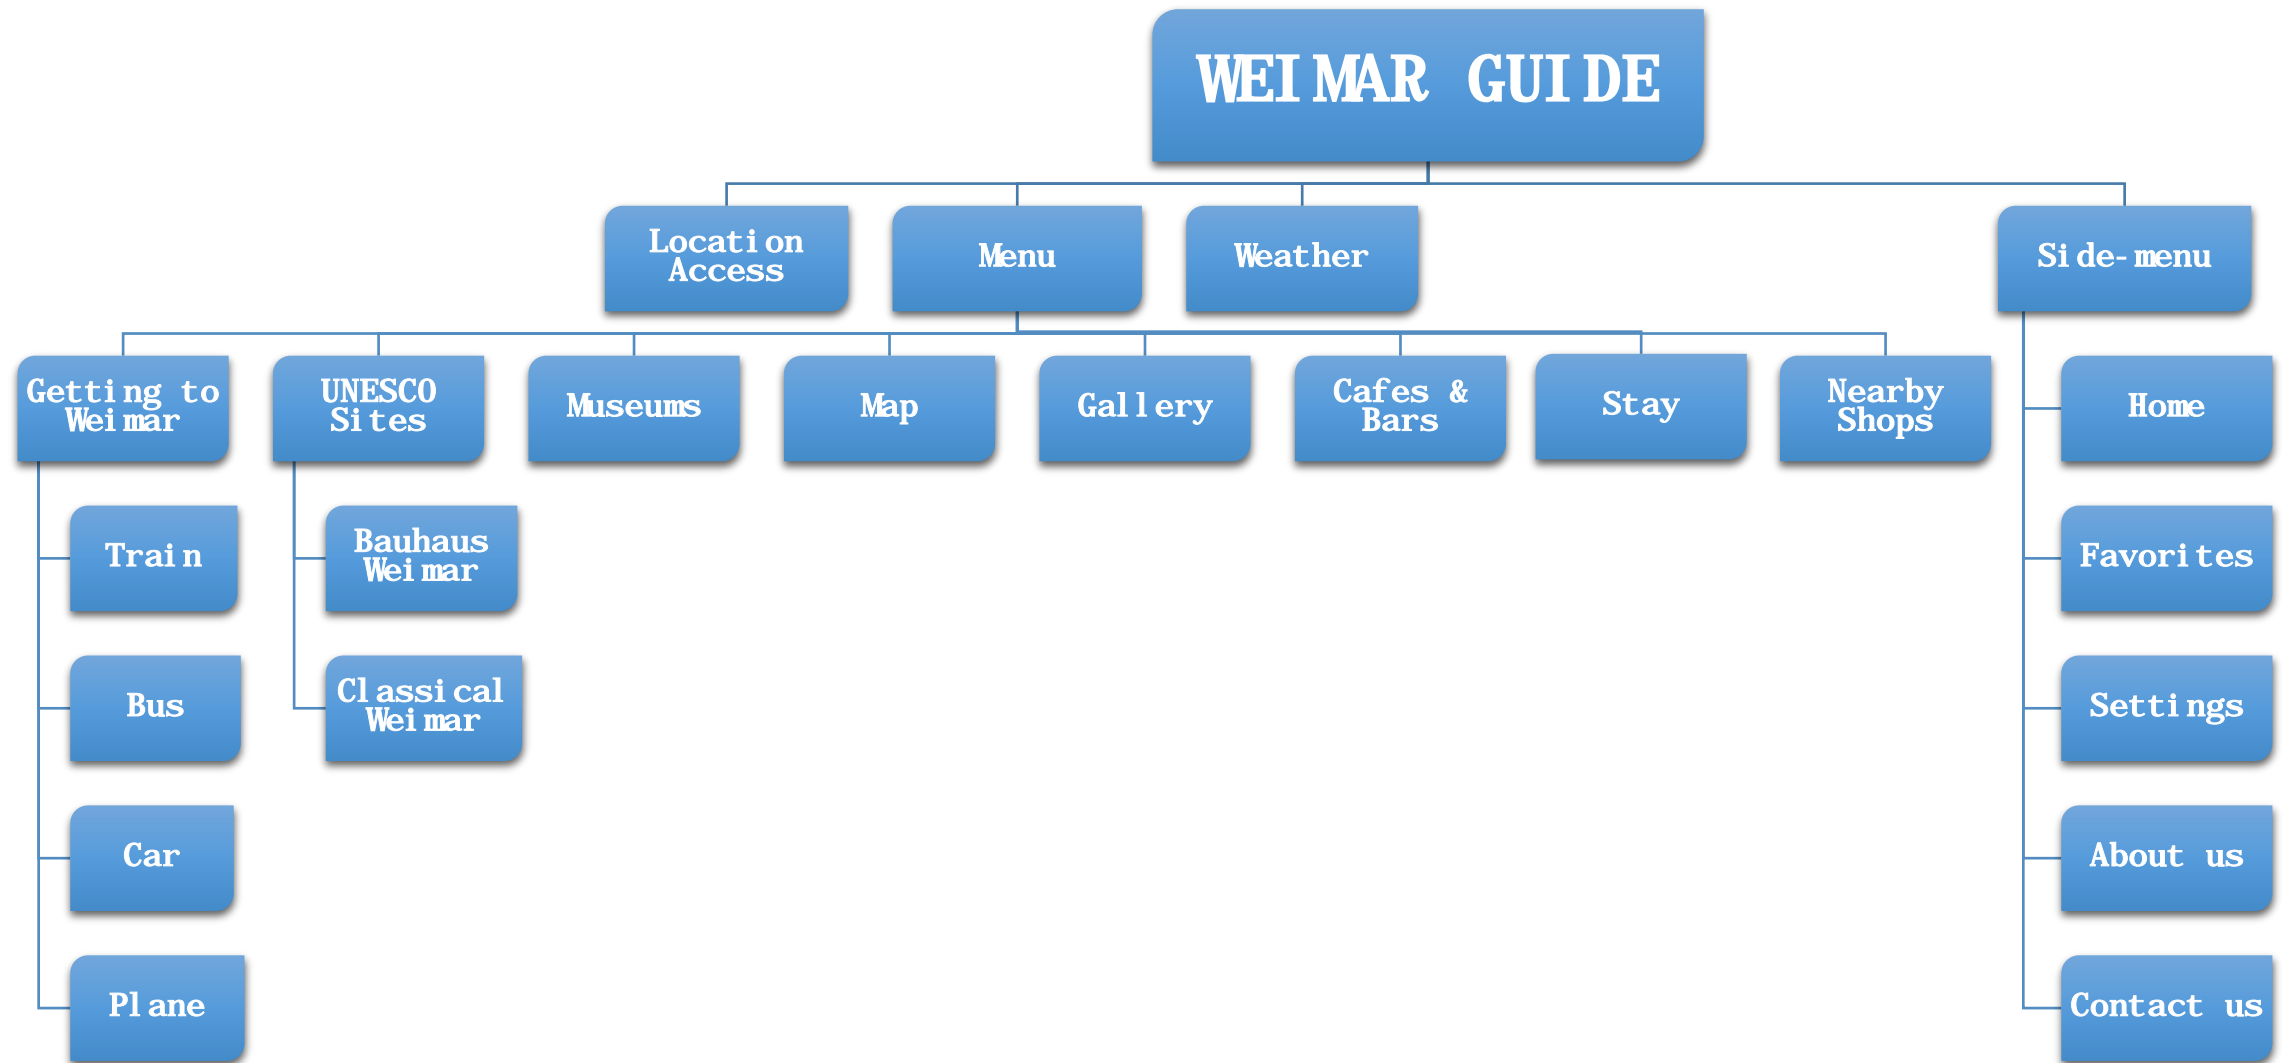 WEIMAR GUIDE
Location
Access
Menu
Weather
Side-menu
Getting to
Weimar
UNESCO
Sites
Museums
Map
Gallery
Cafes &
Bars
Stay
Nearby
Shops
Home
Train
Bauhaus
Weimar
Favorites
Bus
Classical
Weimar
Settings
Car
About us
Plane
Contact us